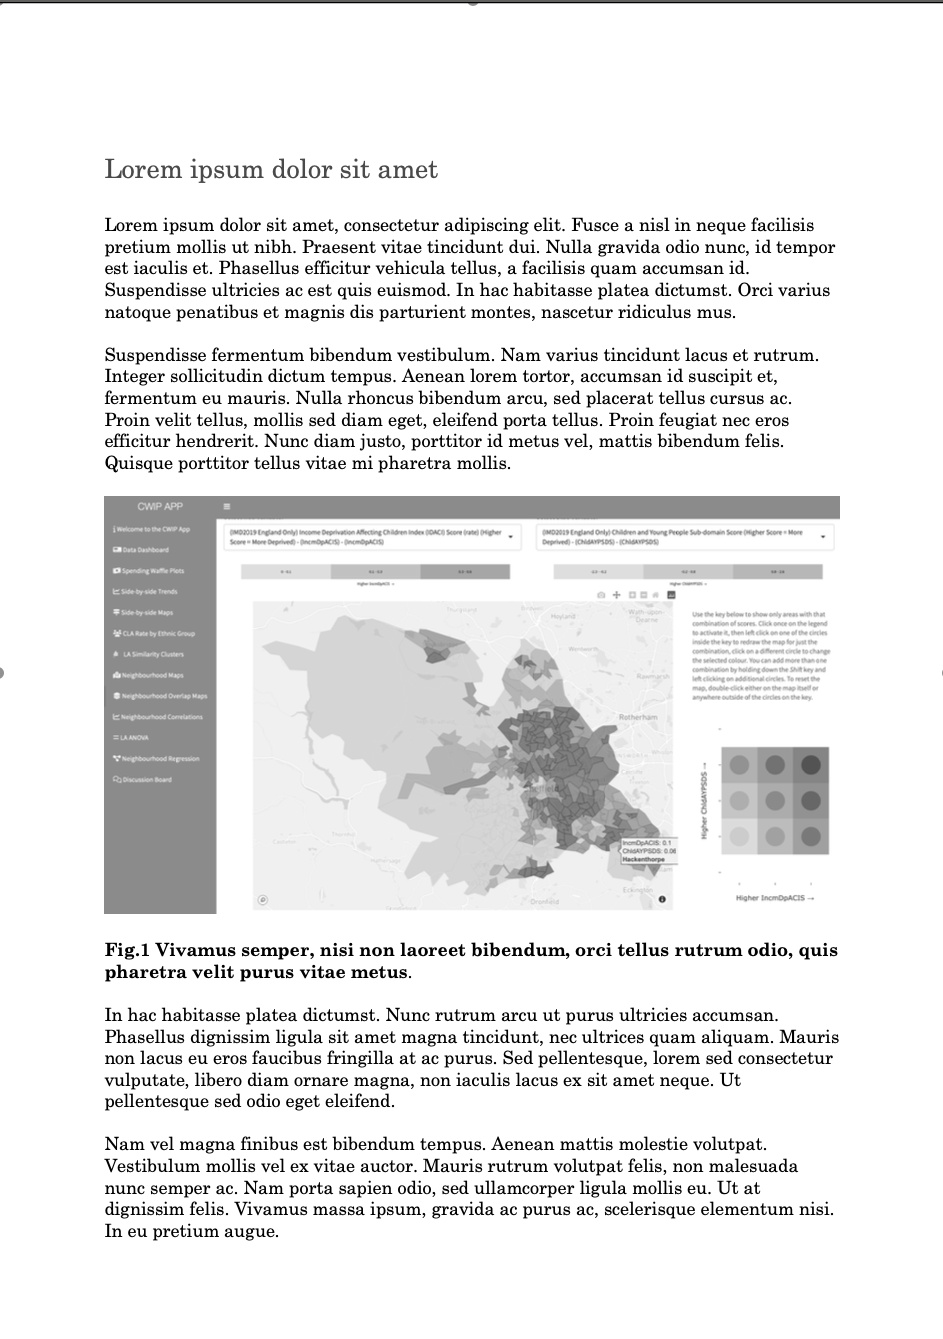 Lorem ipsum dolor sit amet
Lorem ipsum dolor sit amet, consectetur adipiscing elit. Fusce a nisl in neque facilisis
pretium mollis ut nibh. Praesent vitae tincidunt dui. Nulla gravida odio nunc, id tempor
est iaculis et. Phasellus efficitur vehicula tellus, a facilisis quam accumsan id.
Suspendisse ultricies ac est quis euismod. In hac habitasse platea dictumst. Orci varius
natoque penatibus et magnis dis parturient montes, nascetur ridiculus mus.
Suspendisse fermentum bibendum vestibulum. Nam varius tincidunt lacus et rutrum.
Integer sollicitudin dictum tempus. Aenean lorem tortor, accumsan id suscipit et,
fermentum eu mauris. Nulla rhoncus bibendum arcu, sed placerat tellus cursus ac.
Proin velit tellus, mollis sed diam eget, eleifend porta tellus. Proin feugiat nec eros
efficitur hendrerit. Nunc diam justo, porttitor id metus vel, mattis bibendum felis.
Quisque porttitor tellus vitae mi pharetra mollis.
CWIP APP
Welcome to the CWIP App
Data Dashboard
Spending Waffle Plots
Side-by-side Trends
Side-by-side Maps
CLA Rate by Ethnic Group
LA Similarity Clusters
Neighbourhood Maps
Neighbourhood Overlap Maps
Neighbourhood Correlations
LA ANOVA
Neighbourhood Regression
Discussion Board
(IMD2019 England Only) Income Deprivation Affecting Children Index (IDACI) Score (rate) (Higher
Score = More Deprived) - (IncmDpACIS) - (IncmDpACIS)
(IMD2019 England Only) Children and Young People Sub-domain Score (Higher Score = More
Deprived) - (ChldAYPSDS) - (ChldAYPSDS)
Higher IncmDpACIS →
Higher ChldAYPSDS →
Hoyland
Wath-upon-
Dearne
Rawmarsh
Rotherham
IncmDpACIS: 0.1
ChldAYPSDS: 0.08
Hackenthorpe
Eckington
Dronfield
Use the key below to show only areas with that
combination of scores. Click once on the legend
to activate it, then left click on one of the circles
inside the key to redraw the map for just the
combination, click on a different circle to change
the selected colour. You can add more than one
combination by holding down the Shift key and
left clicking on additional circles. To reset the
map, double click either on the map itself or
anywhere outside of the circles on the key.
Higher ChldAYPSDS →
Higher IncmDpACIS →
Fig.1 Vivamus semper, nisi non laoreet bibendum, orci tellus rutrum odio, quis
pharetra velit purus vitae metus.
In hac habitasse platea dictumst. Nunc rutrum arcu ut purus ultricies accumsan.
Phasellus dignissim ligula sit amet magna tincidunt, nec ultrices quam aliquam. Mauris
non lacus eu eros faucibus fringilla at ac purus. Sed pellentesque, lorem sed consectetur
vulputate, libero diam ornare magna, non iaculis lacus ex sit amet neque. Ut
pellentesque sed odio eget eleifend.
Nam vel magna finibus est bibendum tempus. Aenean mattis molestie volutpat.
Vestibulum mollis vel ex vitae auctor. Mauris rutrum volutpat felis, non malesuada
nunc semper ac. Nam porta sapien odio, sed ullamcorper ligula mollis eu. Ut at
dignissim felis. Vivamus massa ipsum, gravida ac purus ac, scelerisque elementum nisi.
In eu pretium augue.